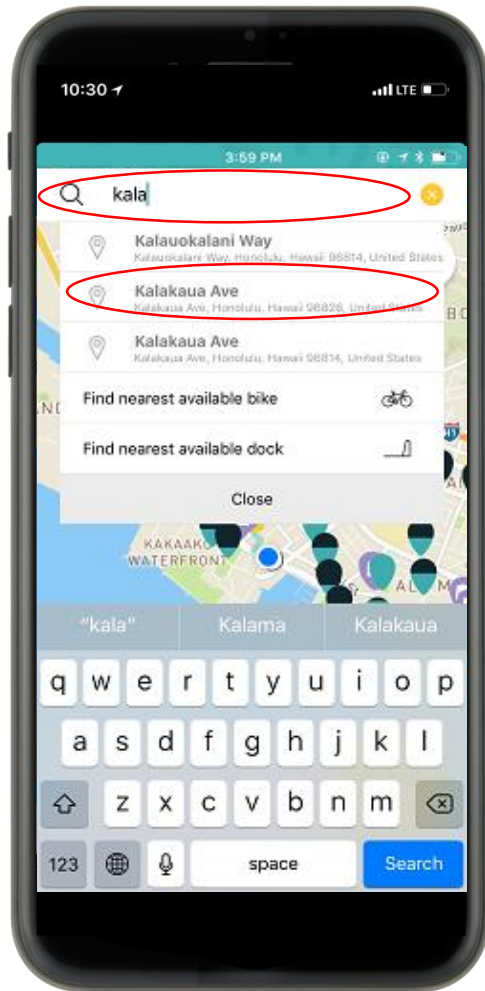 10:30
LTE
3:59 PM
kala
Kalauokalani Way
Kalauokalani Way, Honolulu, Hawaii 96814, United States
Kalakaua Ave
Kalakaua Ave, Honolulu, Hawaii 96826, United States
Kalakaua Ave
Kalakaua Ave, Honolulu, Hawaii 96814, United States
Find nearest available bike
Find nearest available dock
Close
KAKAAKO
WATERFRONT
"kala" Kalama Kalakaua
q w e r t y u i o p
a s d f g h j k l
z x c v b n m
123 space Search